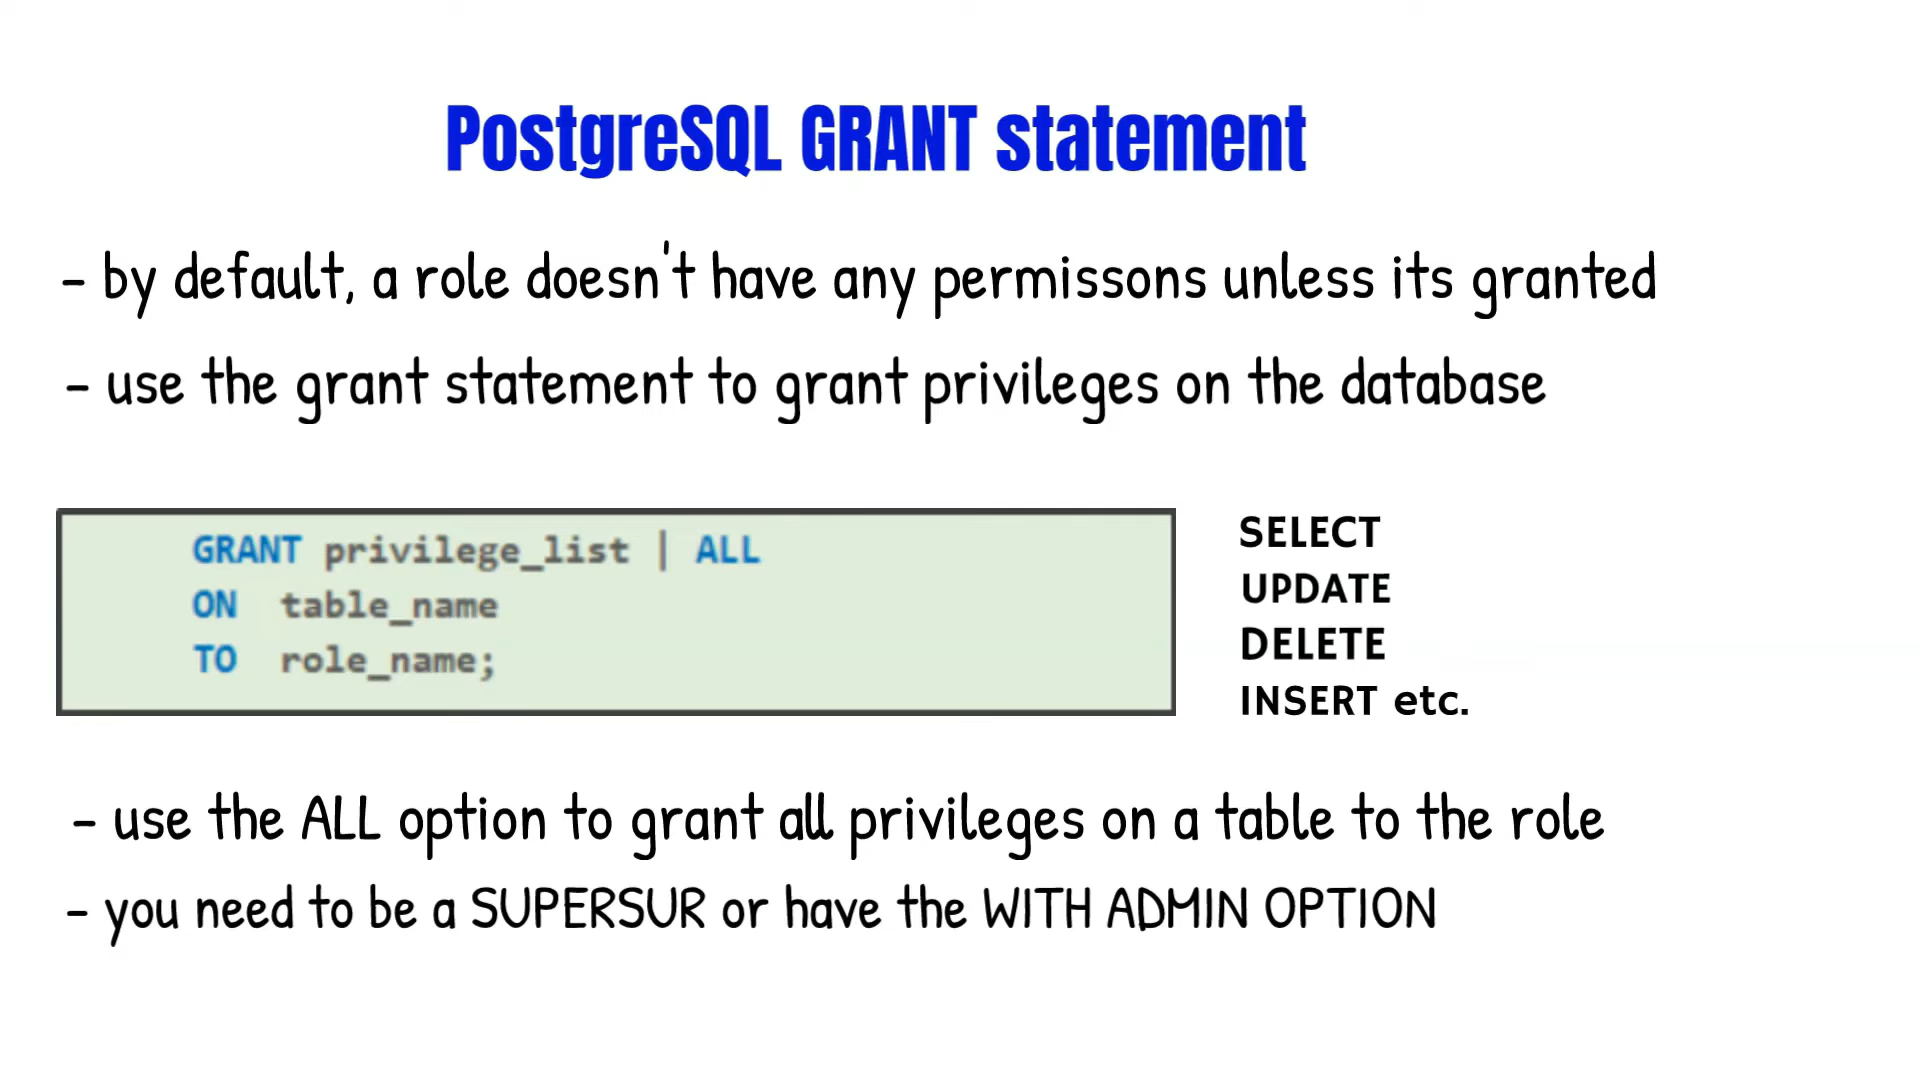 PostgreSQL GRANT statement
- by default, a role doesn't have any permissons unless its granted
- use the grant statement to grant privileges on the database
GRANT privilege_list | ALL
ON table_name
TO role_name;
SELECT
UPDATE
DELETE
INSERT etc.
- use the ALL option to grant all privileges on a table to the role
- you need to be a SUPERSUR or have the WITH ADMIN OPTION